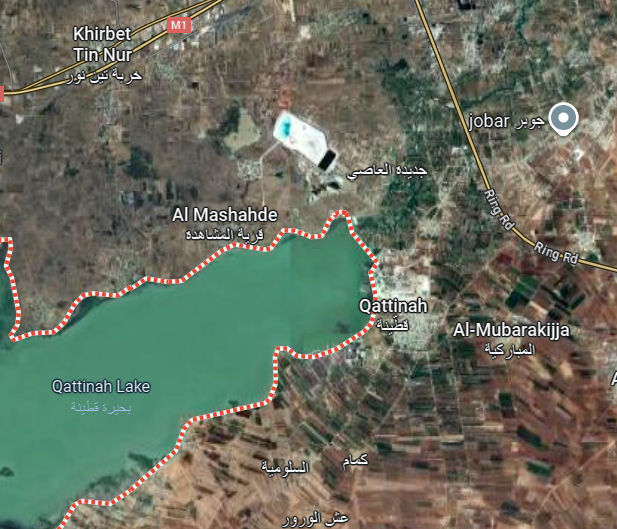 M1
Khirbet
Tin Nur
خربة تين نور
jobar جوبر
جديدة العاصي
Al Mashahde
قرية المشاهدة
Ring-Rd
Ring-Rd
Qattinah
قطينة
Al-Mubarakijja
المباركية
Qattinah Lake
بحيرة قطينة
كمام
السلومية
عش الورور